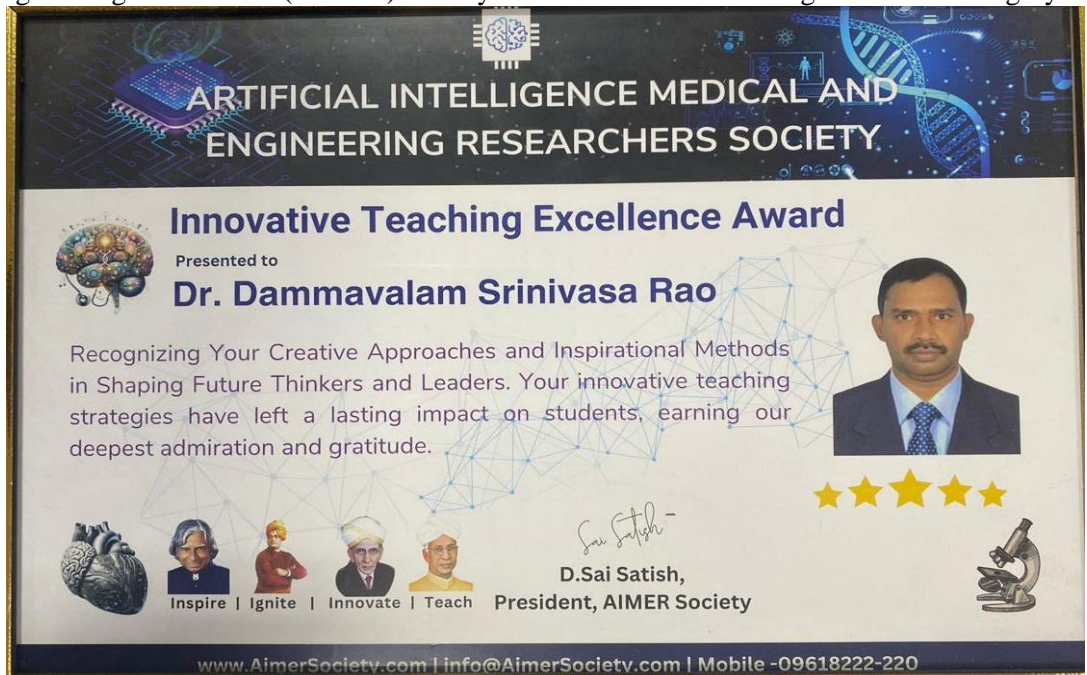 ARTIFICIAL INTELLIGENCE MEDICAL AND
ENGINEERING RESEARCHERS SOCIETY
Innovative Teaching Excellence Award
Presented to
Dr. Dammavalam Srinivasa Rao
Recognizing Your Creative Approaches and Inspirational Methods
in Shaping Future Thinkers and Leaders. Your innovative teaching
strategies have left a lasting impact on students, earning our
deepest admiration and gratitude.
Sai Satish
D.Sai Satish,
President, AIMER Society
Inspire | Ignite | Innovate | Teach
www.AimerSociety.com | info@AimerSociety.com | Mobile -09618222-220